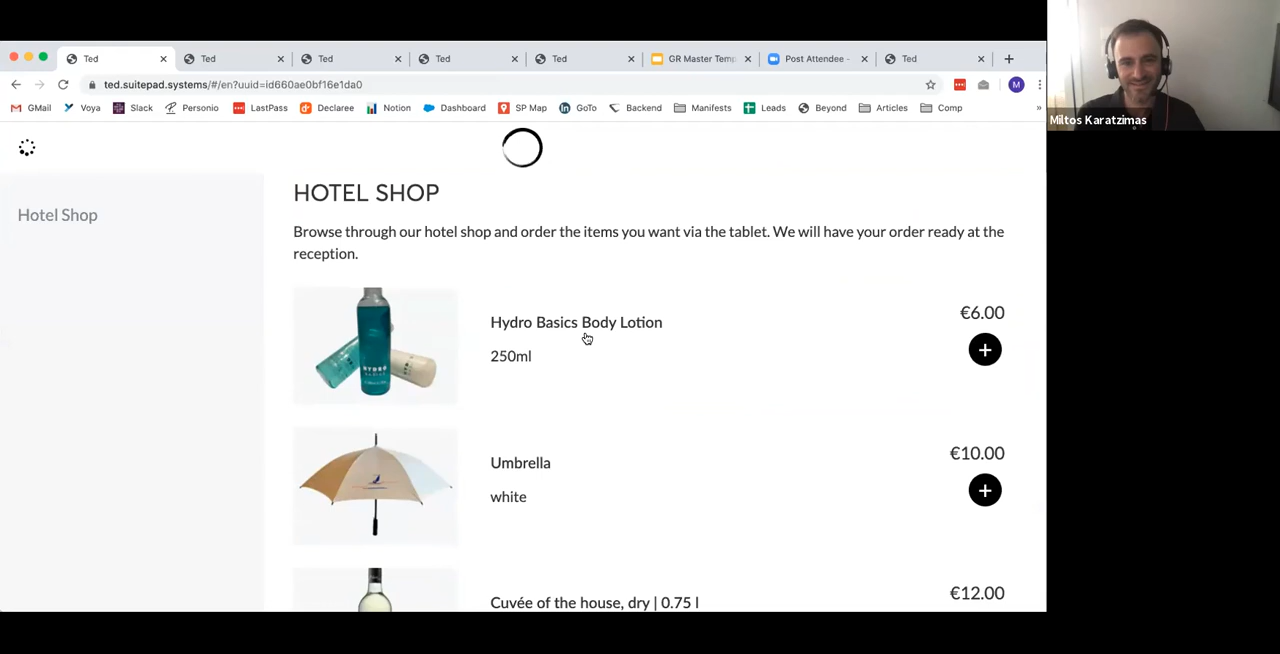 Ted
Ted
Ted
Ted
Ted
GR Master Temp
Post Attendee -
Ted
ted.suitepad.systems/#/en?uuid=id660ae0bf16e1da0
M
GMail
Voya
Slack
Personio
LastPass
Declaree
Notion
Dashboard
SP Map
GoTo
Backend
Manifests
Leads
Beyond
Articles
Comp
»
Miltos Karatzimas
HOTEL SHOP
Hotel Shop
Browse through our hotel shop and order the items you want via the tablet. We will have your order ready at the
reception.
Hydro Basics Body Lotion
€6.00
250ml
HYDRO
Umbrella
€10.00
white
Cuvée of the house, dry | 0.75 l
€12.00